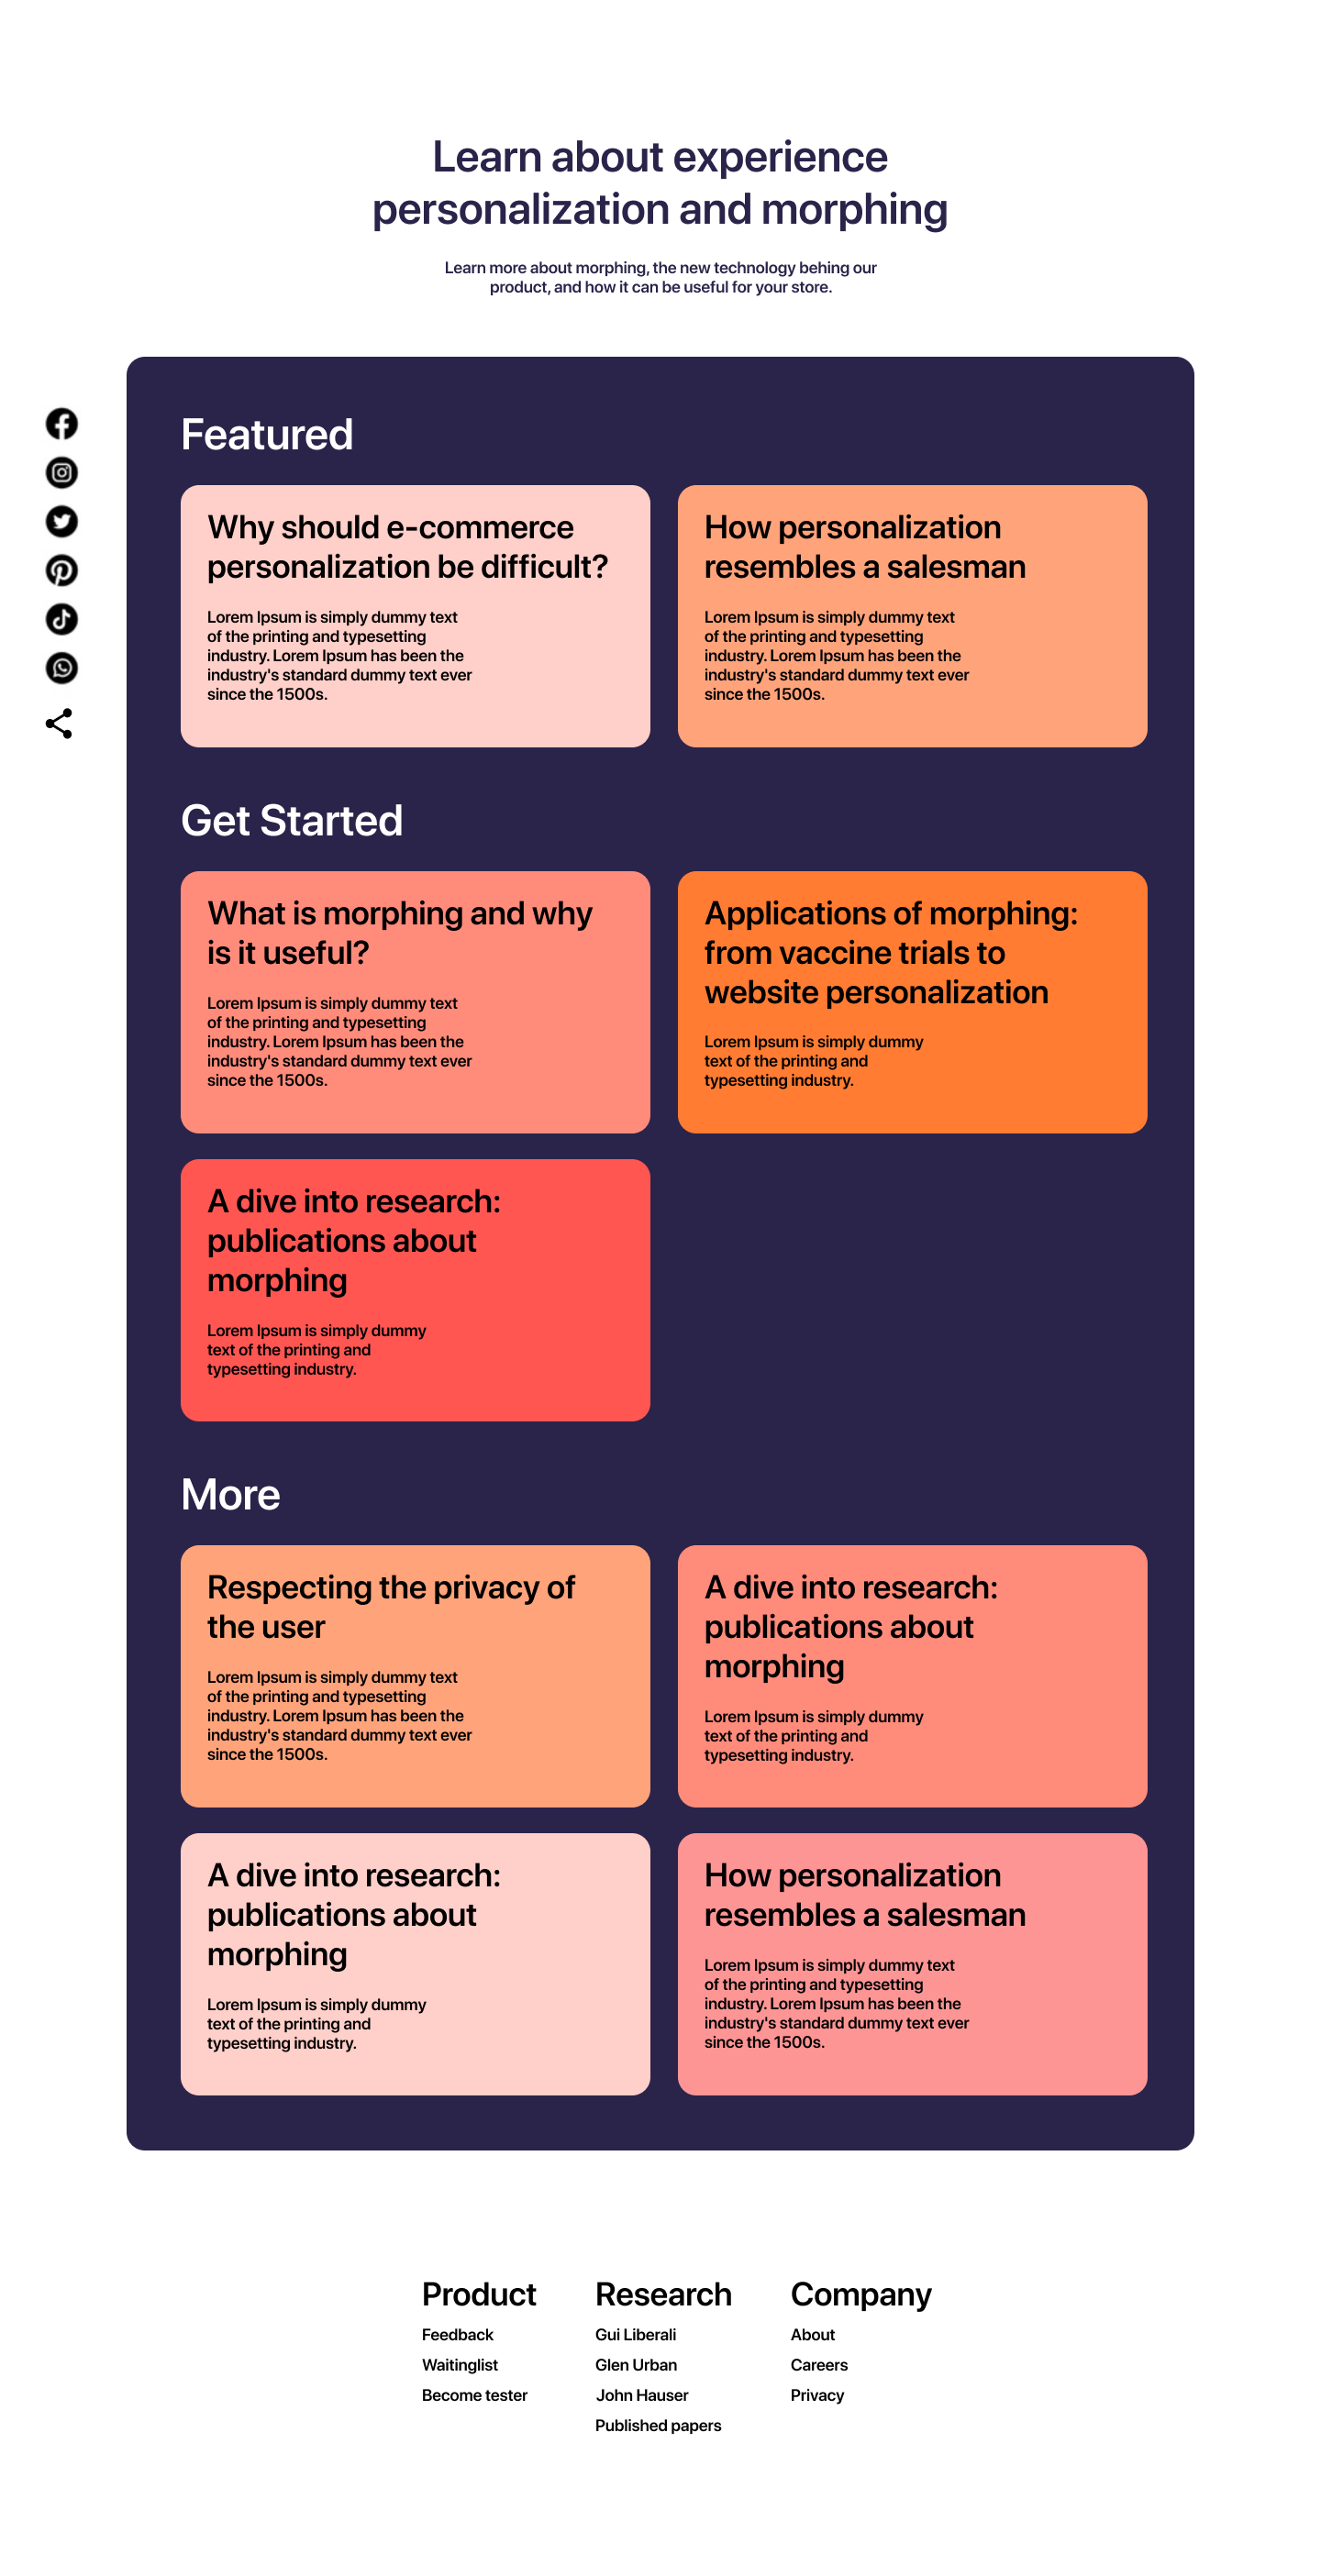 Learn about experience
personalization and morphing
Learn more about morphing, the new technology behing our
product, and how it can be useful for your store.
Featured
Why should e-commerce
personalization be difficult?
Lorem Ipsum is simply dummy text
of the printing and typesetting
industry. Lorem Ipsum has been the
industry's standard dummy text ever
since the 1500s.
How personalization
resembles a salesman
Lorem Ipsum is simply dummy text
of the printing and typesetting
industry. Lorem Ipsum has been the
industry's standard dummy text ever
since the 1500s.
Get Started
What is morphing and why
is it useful?
Lorem Ipsum is simply dummy text
of the printing and typesetting
industry. Lorem Ipsum has been the
industry's standard dummy text ever
since the 1500s.
Applications of morphing:
from vaccine trials to
website personalization
Lorem Ipsum is simply dummy
text of the printing and
typesetting industry.
A dive into research:
publications about
morphing
Lorem Ipsum is simply dummy
text of the printing and
typesetting industry.
More
Respecting the privacy of
the user
Lorem Ipsum is simply dummy text
of the printing and typesetting
industry. Lorem Ipsum has been the
industry's standard dummy text ever
since the 1500s.
A dive into research:
publications about
morphing
Lorem Ipsum is simply dummy
text of the printing and
typesetting industry.
A dive into research:
publications about
morphing
Lorem Ipsum is simply dummy
text of the printing and
typesetting industry.
How personalization
resembles a salesman
Lorem Ipsum is simply dummy text
of the printing and typesetting
industry. Lorem Ipsum has been the
industry's standard dummy text ever
since the 1500s.
Product
Feedback
Waitinglist
Become tester
Research
Gui Liberali
Glen Urban
John Hauser
Published papers
Company
About
Careers
Privacy